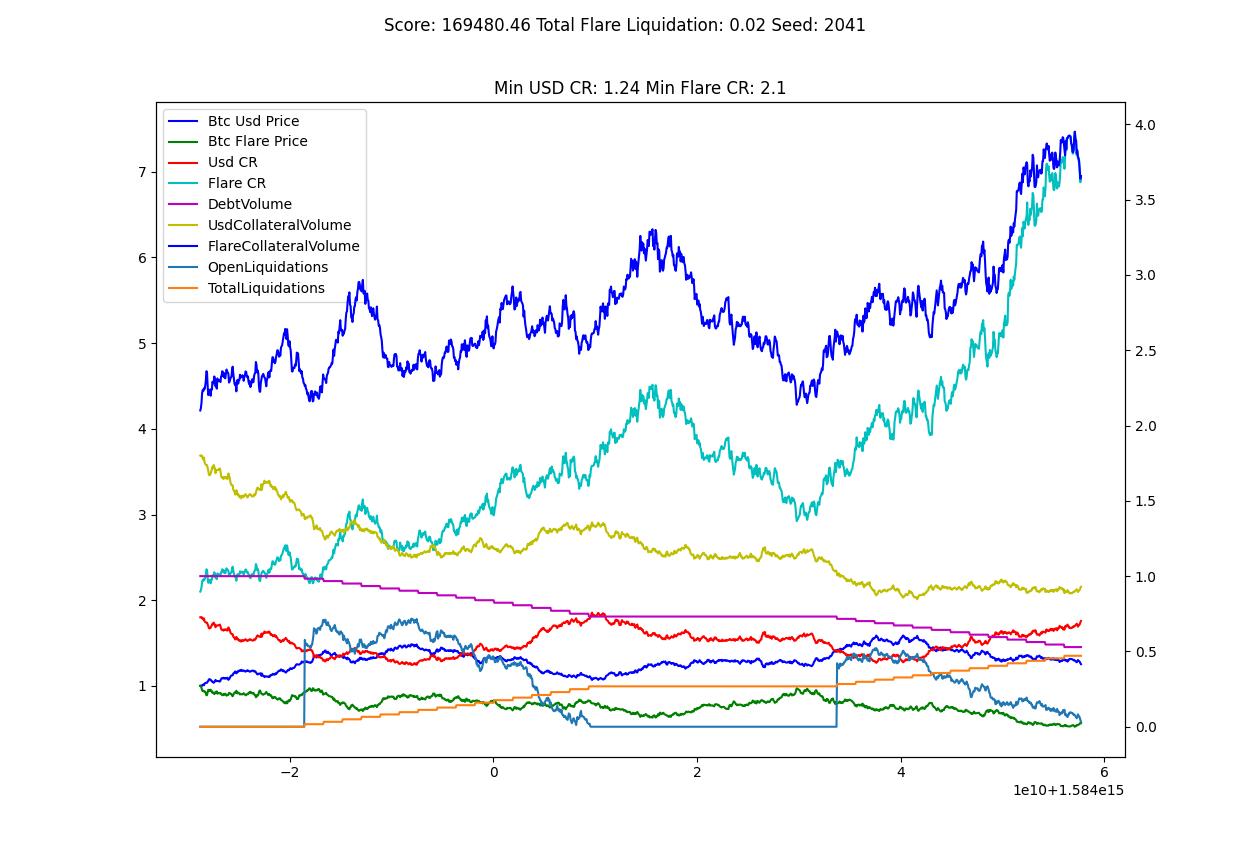 Score: 169480.46 Total Flare Liquidation: 0.02 Seed: 2041
Min USD CR: 1.24 Min Flare CR: 2.1
Btc Usd Price
Btc Flare Price
Usd CR
Flare CR
DebtVolume
UsdCollateralVolume
FlareCollateralVolume
OpenLiquidations
TotalLiquidations
7
6
5
4
3
2
1
4.0
3.5
3.0
2.5
2.0
1.5
1.0
0.5
0.0
−2 0 2 4 6
1e10+1.584e15